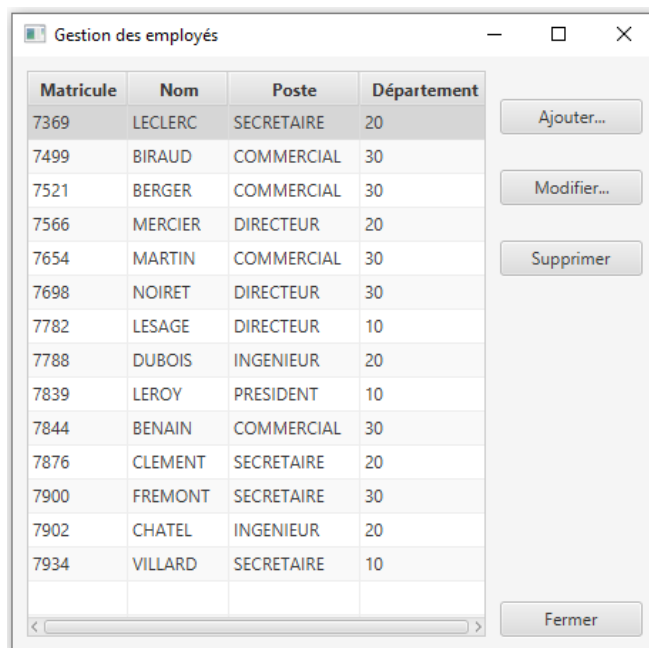 Gestion des employés
Matricule Nom Poste Département
7369 LECLERC SECRETAIRE 20
7499 BIRAUD COMMERCIAL 30
7521 BERGER COMMERCIAL 30
7566 MERCIER DIRECTEUR 20
7654 MARTIN COMMERCIAL 30
7698 NOIRET DIRECTEUR 30
7782 LESAGE DIRECTEUR 10
7788 DUBOIS INGENIEUR 20
7839 LEROY PRESIDENT 10
7844 BENAIN COMMERCIAL 30
7876 CLEMENT SECRETAIRE 20
7900 FREMONT SECRETAIRE 30
7902 CHATEL INGENIEUR 20
7934 VILLARD SECRETAIRE 10
Ajouter...
Modifier...
Supprimer
Fermer